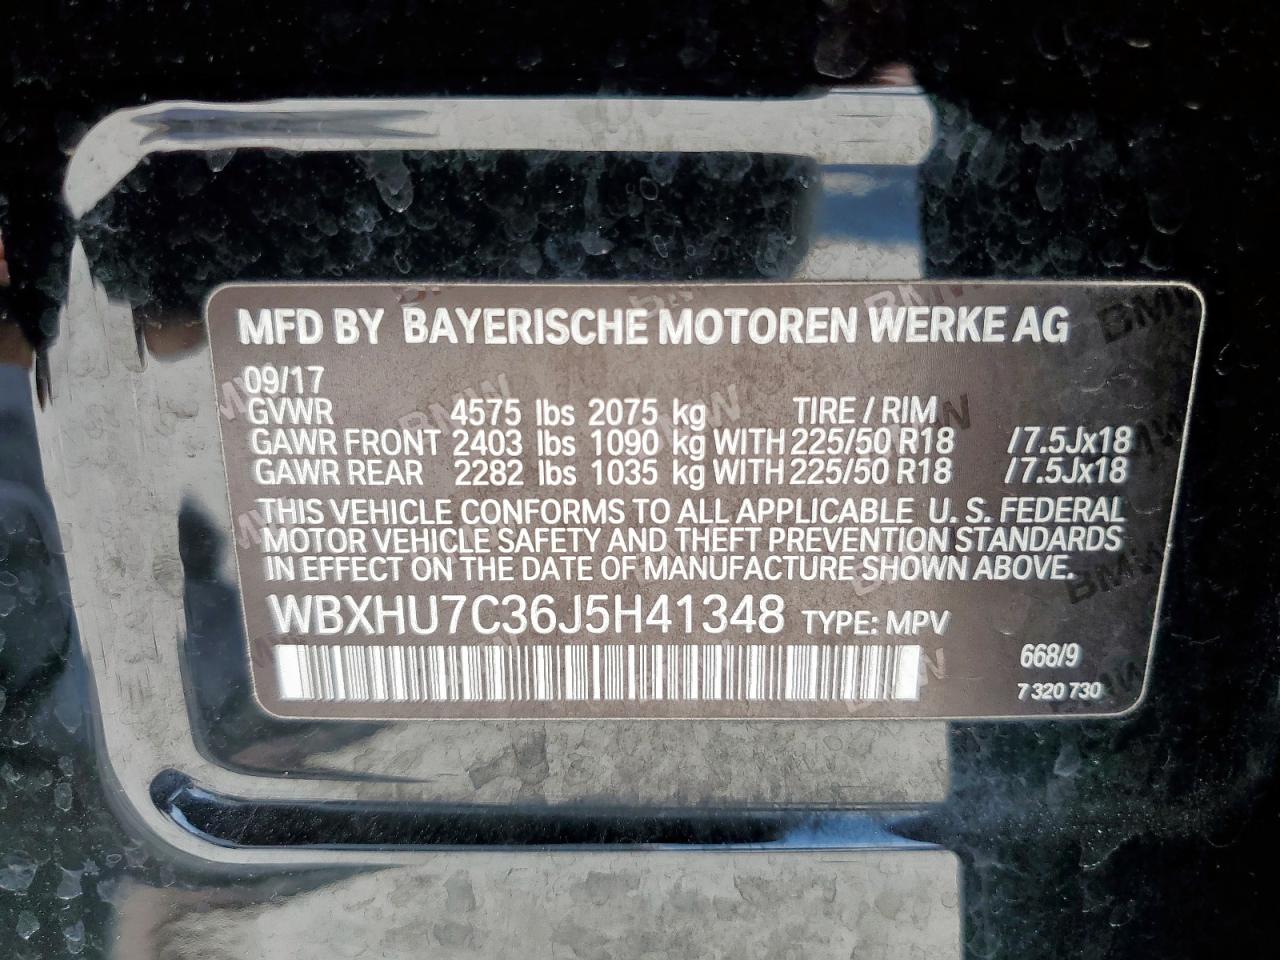 MFD BY BAYERISCHE MOTOREN WERKE AG
09/17
GVWR 4575 lbs 2075 kg TIRE / RIM
GAWR FRONT 2403 lbs 1090 kg WITH 225/50 R18 /7.5Jx18
GAWR REAR 2282 lbs 1035 kg WITH 225/50 R18 /7.5Jx18
THIS VEHICLE CONFORMS TO ALL APPLICABLE U. S. FEDERAL
MOTOR VEHICLE SAFETY AND THEFT PREVENTION STANDARDS
IN EFFECT ON THE DATE OF MANUFACTURE SHOWN ABOVE.
WBXHU7C36J5H41348 TYPE: MPV
668/9
7 320 730